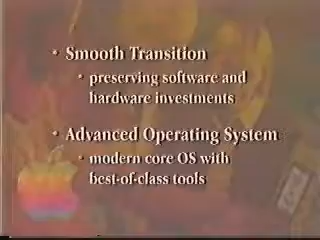 • Smooth Transition
• preserving software and
hardware investments
• Advanced Operating System
• modern core OS with
best-of-class tools